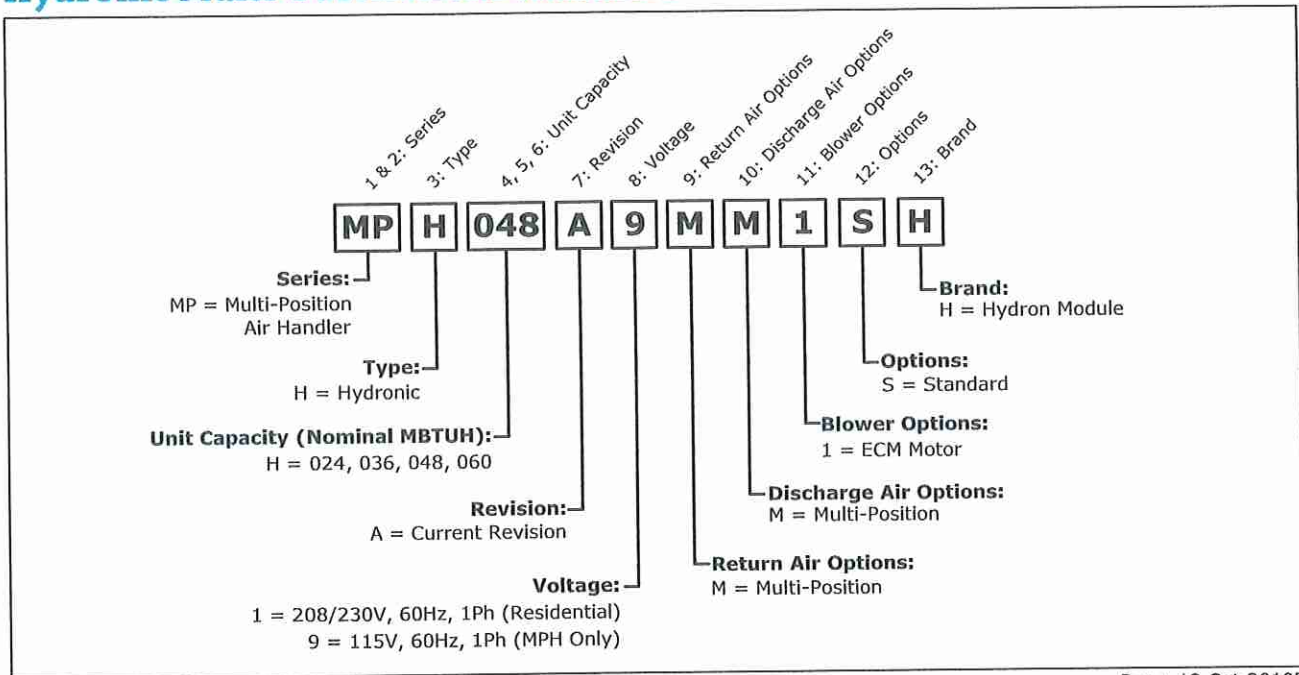 1 & 2: Series
3: Type
4, 5, 6: Unit Capacity
7: Revision
8: Voltage
9: Return Air Options
10: Discharge Air Options
11: Blower Options
12: Options
13: Brand
MP H 048 A 9 M M 1 S H
Series:
MP = Multi-Position
Air Handler
Type:
H = Hydronic
Unit Capacity (Nominal MBTUH):
H = 024, 036, 048, 060
Revision:
A = Current Revision
Voltage:
1 = 208/230V, 60Hz, 1Ph (Residential)
9 = 115V, 60Hz, 1Ph (MPH Only)
Brand:
H = Hydron Module
Options:
S = Standard
Blower Options:
1 = ECM Motor
Discharge Air Options:
M = Multi-Position
Return Air Options:
M = Multi-Position